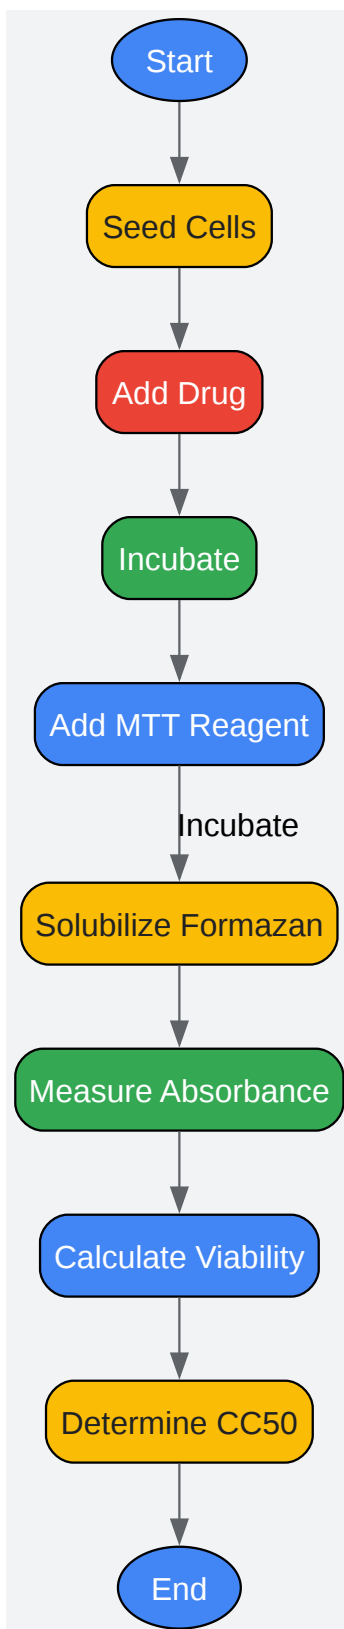 Start
Seed Cells
Add Drug
Incubate
Add MTT Reagent
Incubate
Solubilize Formazan
Measure Absorbance
Calculate Viability
Determine CC50
End